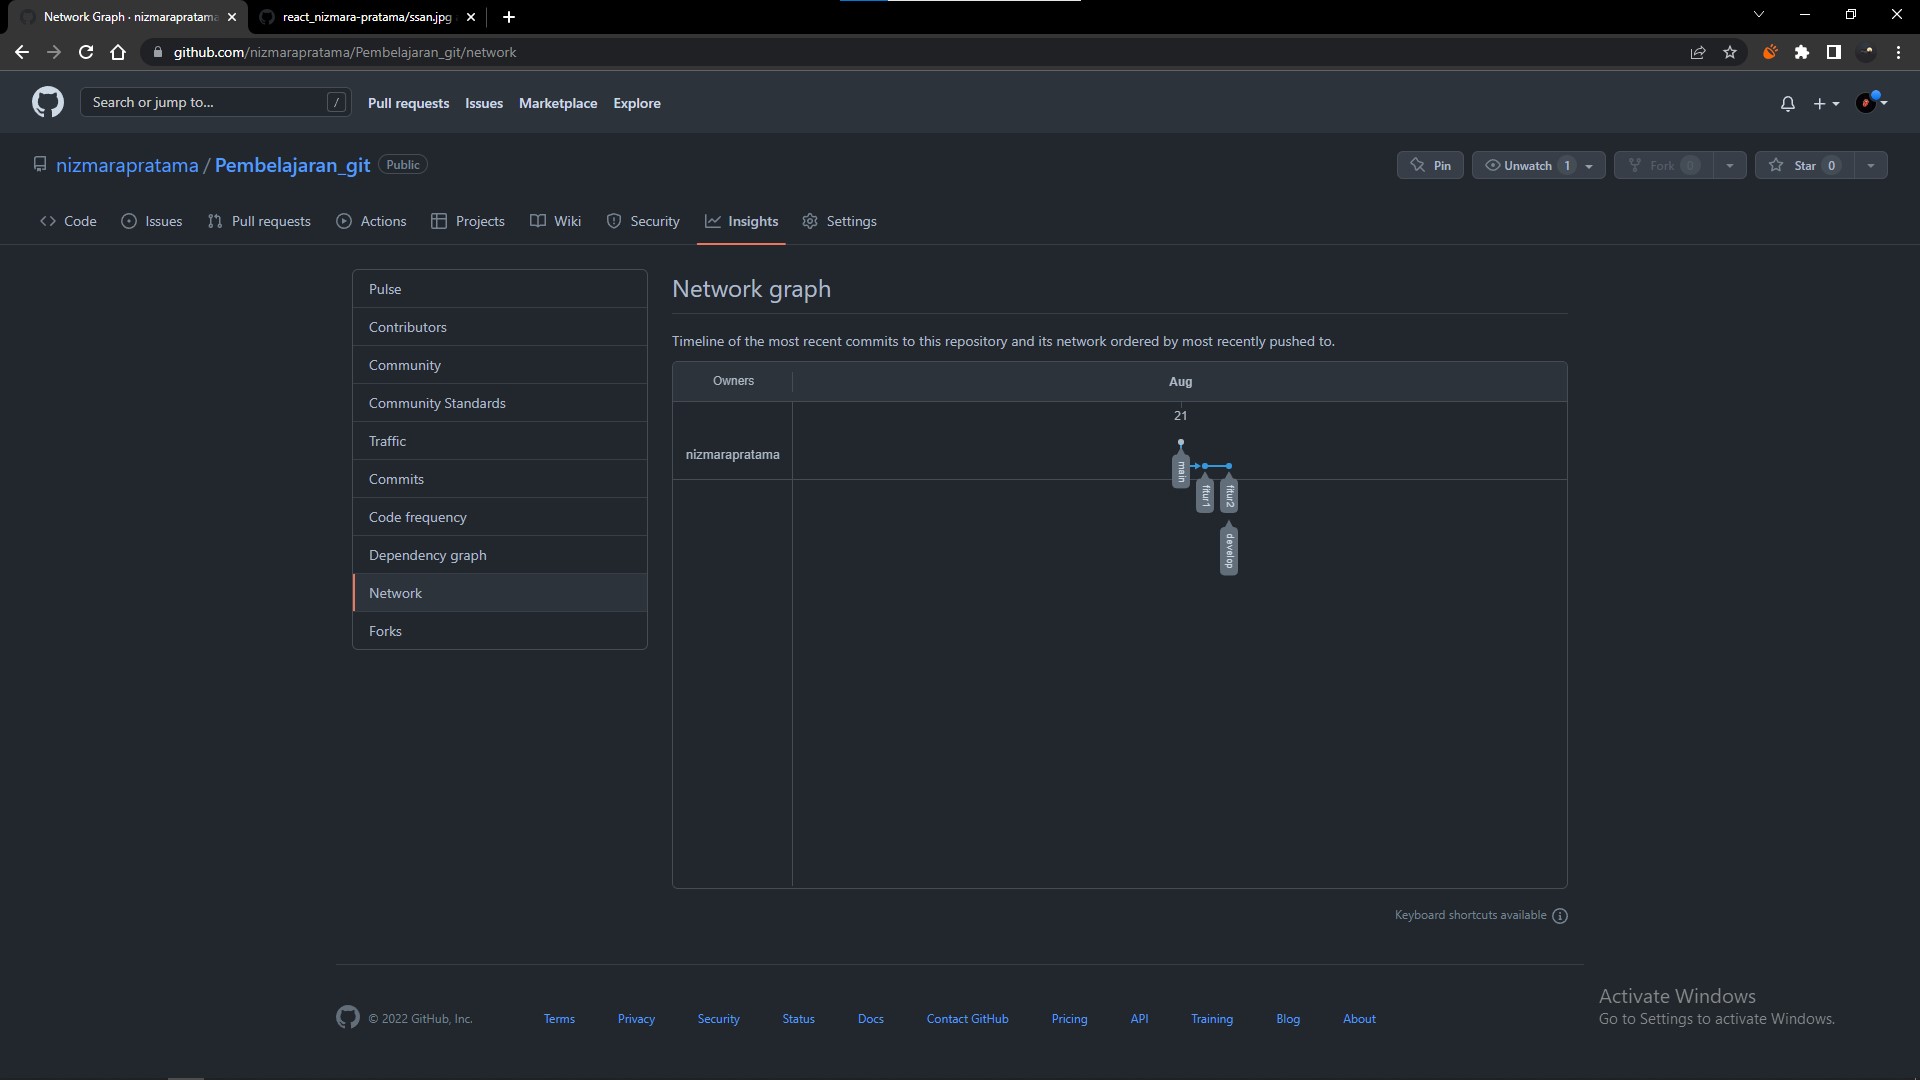 Network Graph · nizmarapratama
react_nizmara-pratama/ssan.jpg
github.com/nizmarapratama/Pembelajaran_git/network
Search or jump to...
/
Pull requests
Issues
Marketplace
Explore
nizmarapratama / Pembelajaran_git
Public
Pin
Unwatch 1
Fork 0
Star 0
Code
Issues
Pull requests
Actions
Projects
Wiki
Security
Insights
Settings
Pulse
Contributors
Community
Community Standards
Traffic
Commits
Code frequency
Dependency graph
Network
Forks
Network graph
Timeline of the most recent commits to this repository and its network ordered by most recently pushed to.
Owners
Aug
21
nizmarapratama
main
fitur1
fitur2
develop
Keyboard shortcuts available
© 2022 GitHub, Inc.
Terms
Privacy
Security
Status
Docs
Contact GitHub
Pricing
API
Training
Blog
About
Activate Windows
Go to Settings to activate Windows.